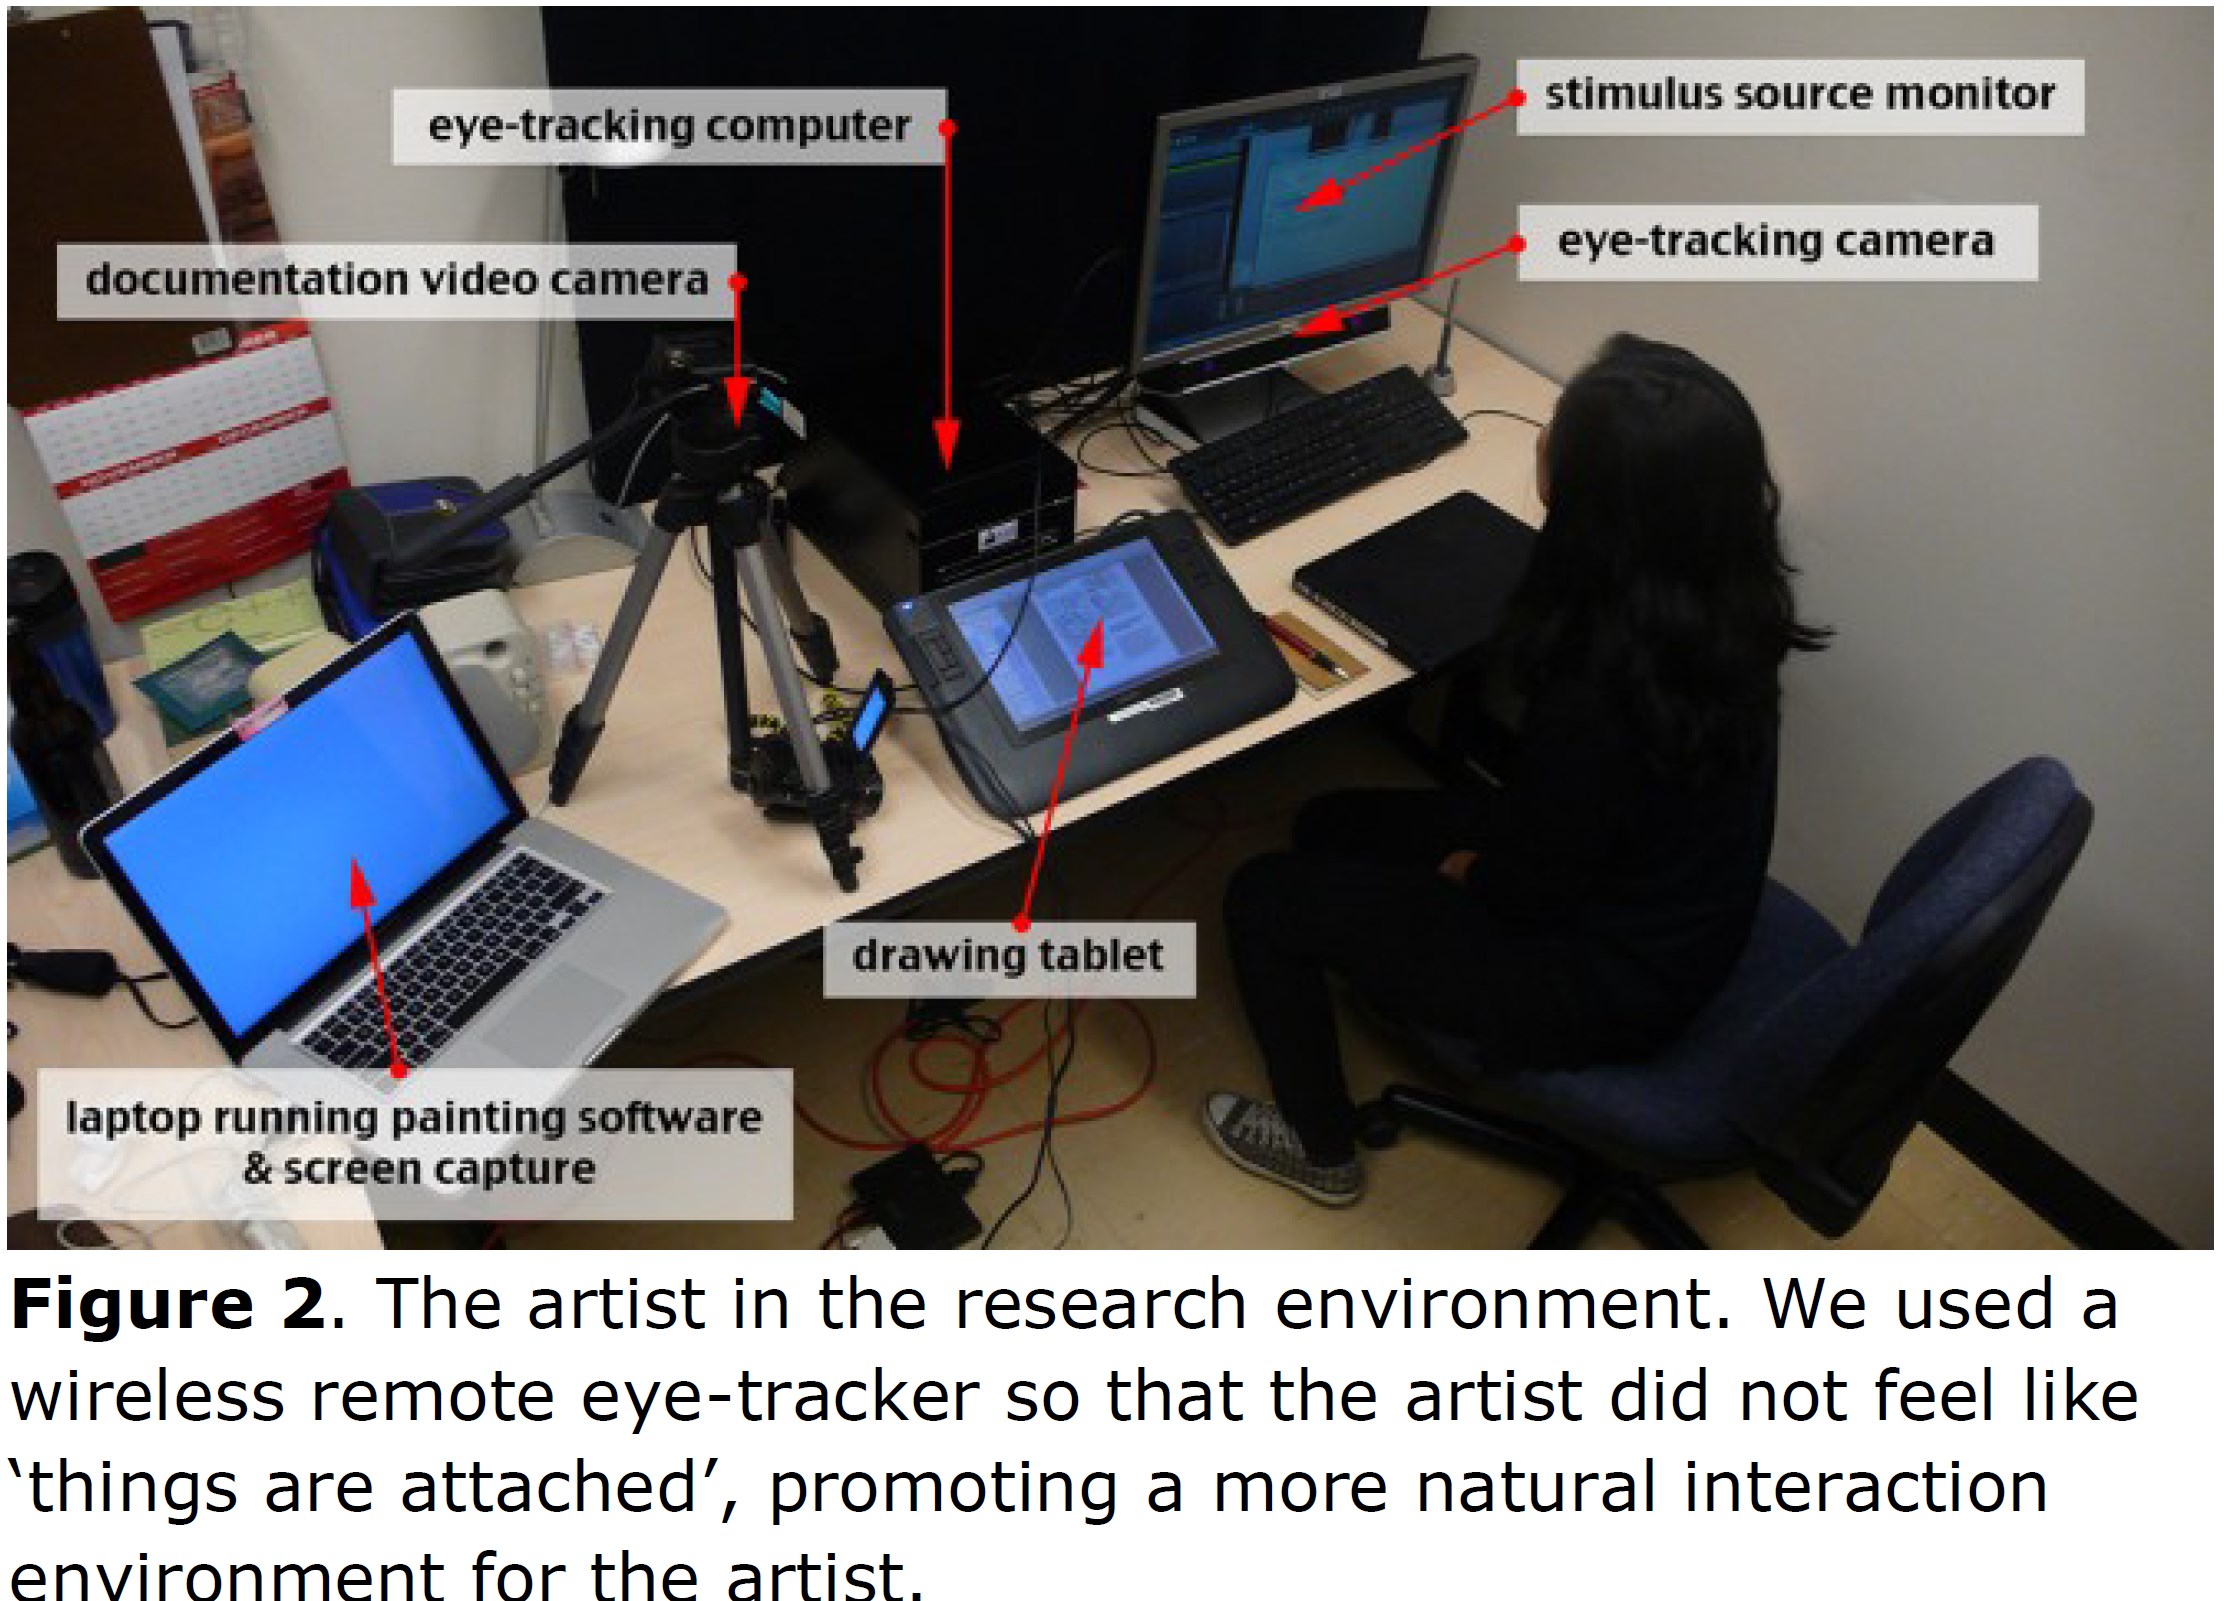 stimulus source monitor
eye-tracking computer
eye-tracking camera
documentation video camera
drawing tablet
laptop running painting software
& screen capture
Figure 2. The artist in the research environment. We used a
wireless remote eye-tracker so that the artist did not feel like
‘things are attached’, promoting a more natural interaction
environment for the artist.